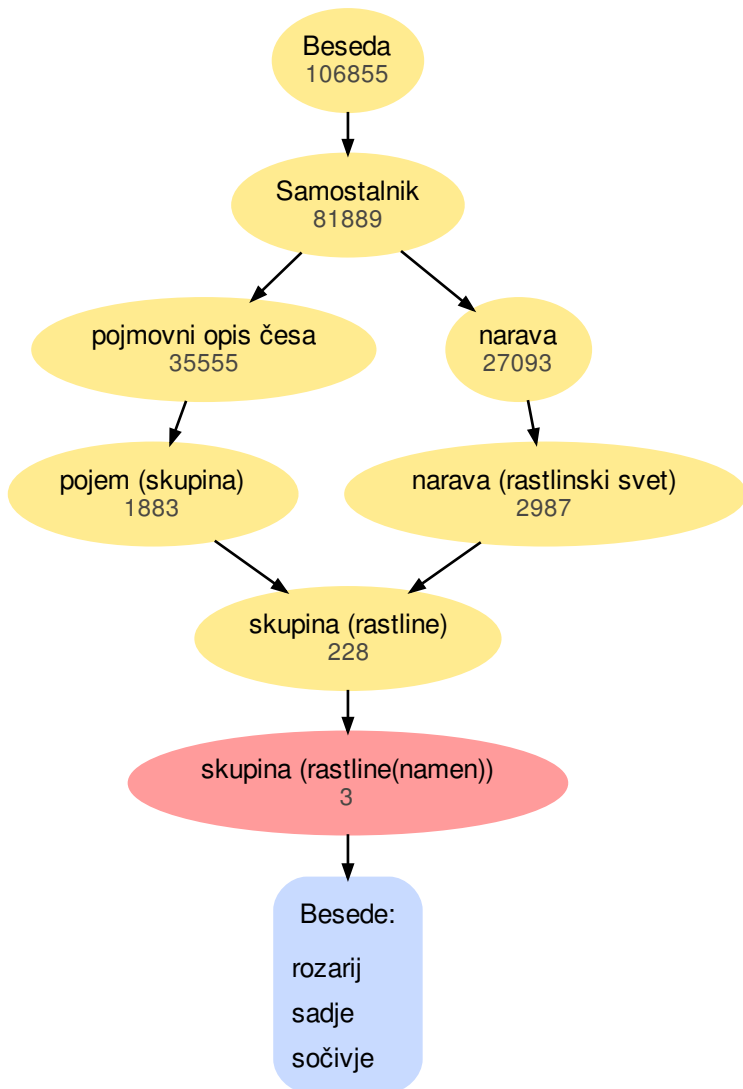 Beseda
106855
Samostalnik
81889
pojmovni opis česa
35555
narava
27093
pojem (skupina)
1883
narava (rastlinski svet)
2987
skupina (rastline)
228
skupina (rastline(namen))
3
Besede:
rozarij
sadje
sočivje